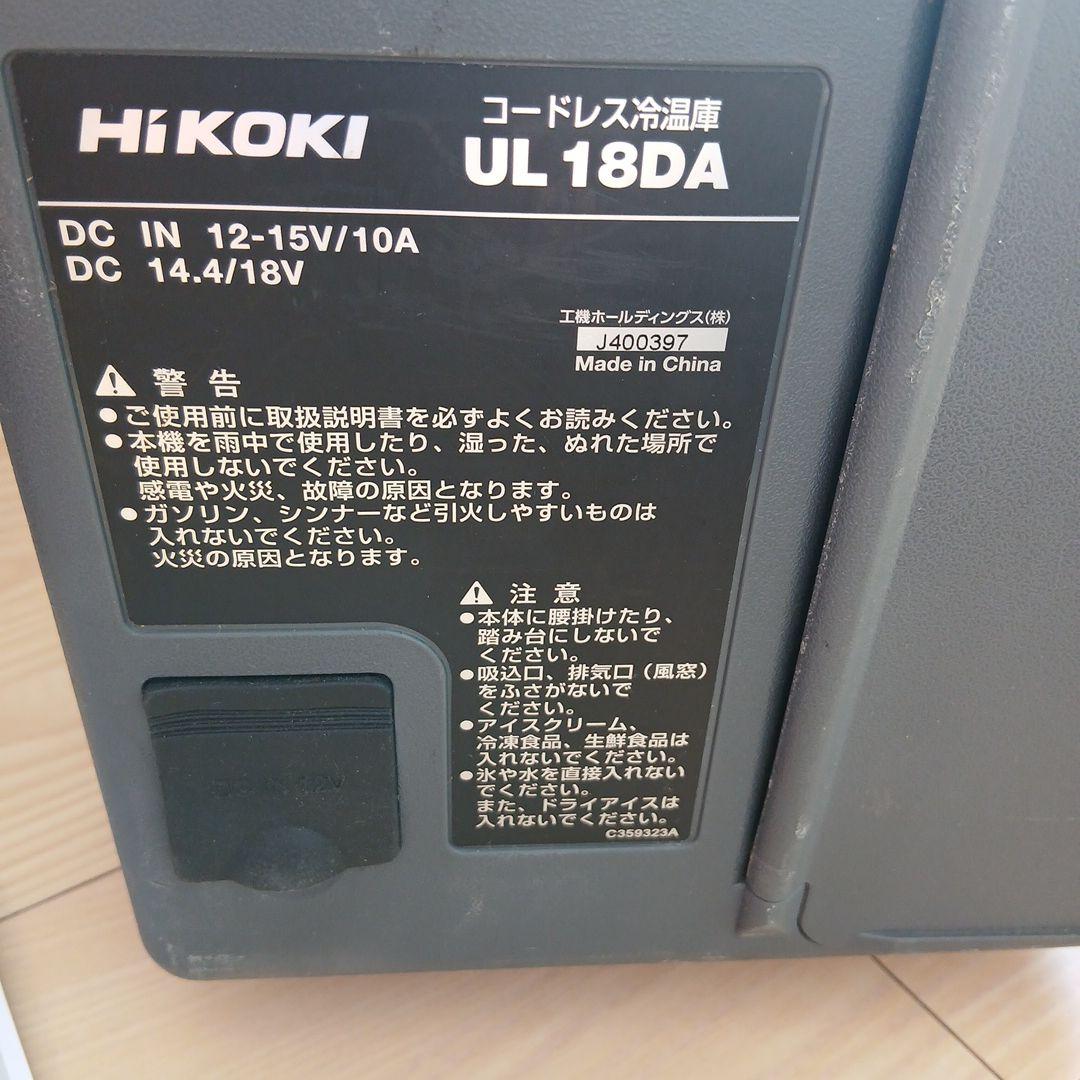 HiKOKI
コードレス冷温庫
UL18DA
DC IN 12-15V/10A
DC 14.4/18V
工機ホールディングス(株)
J400397
Made in China
警告
●ご使用前に取扱説明書を必ずよくお読みください。
●本機を雨中で使用したり、湿った、ぬれた場所で
使用しないでください。
感電や火災、故障の原因となります。
●ガソリン、シンナーなど引火しやすいものは
入れないでください。
火災の原因となります。
注意
●本体に腰掛けたり、
踏み台にしないで
ください。
●吸込口、排気口(風窓)
をふさがないで
ください。
●アイスクリーム、
冷凍食品、生鮮食品は
入れないでください。
●氷や水を直接入れない
でください。
また、ドライアイスは
入れないでください。
C359323A